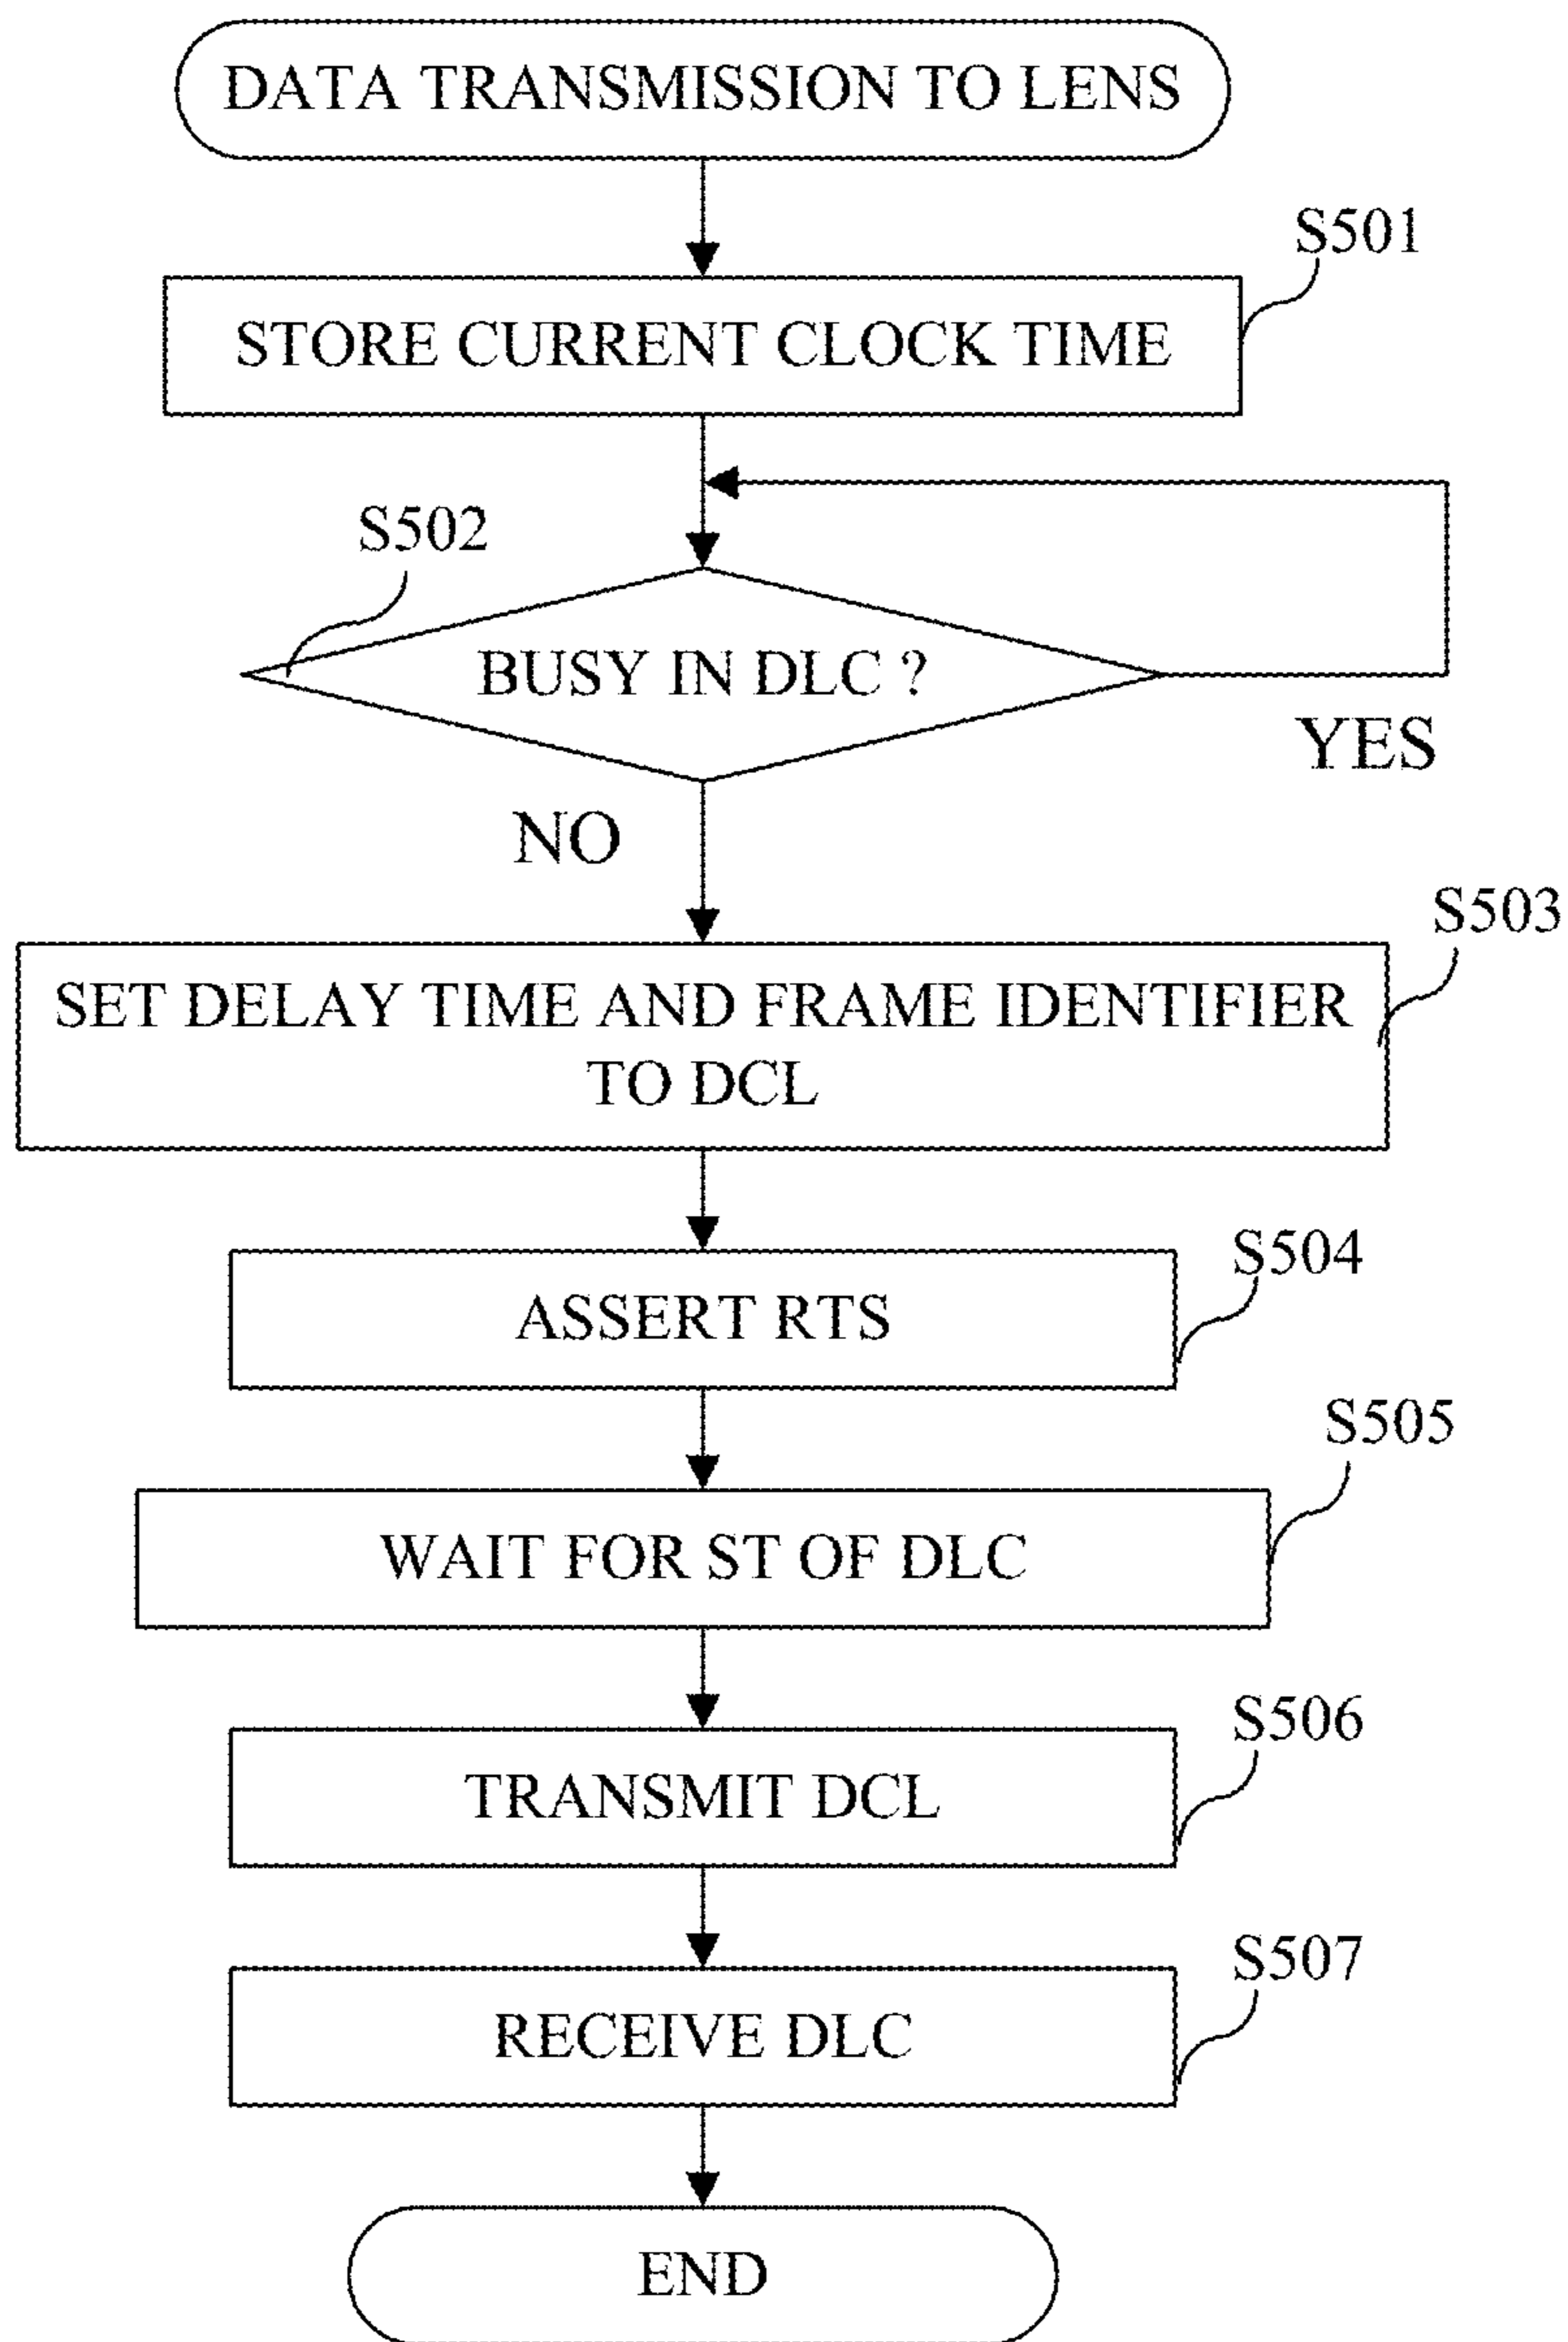 DATA TRANSMISSION TO LENS
S501
STORE CURRENT CLOCK TIME
S502
BUSY IN DLC ?
YES
NO
S503
SET DELAY TIME AND FRAME IDENTIFIER
TO DCL
S504
ASSERT RTS
S505
WAIT FOR ST OF DLC
S506
TRANSMIT DCL
S507
RECEIVE DLC
END